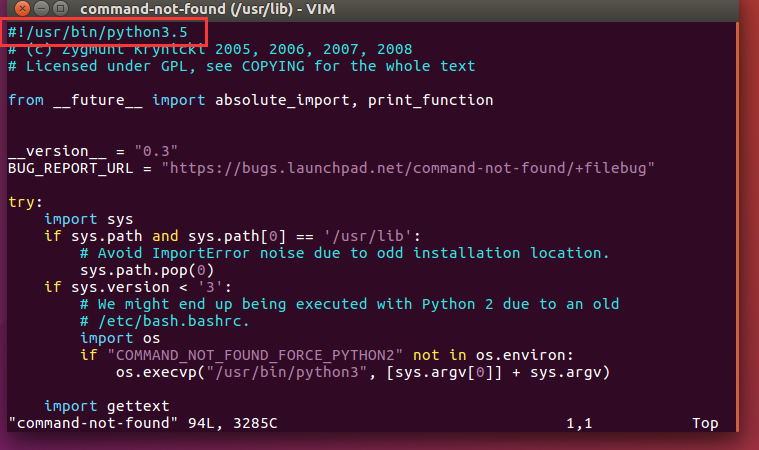 command-not-found (/usr/lib) - VIM
#!/usr/bin/python3.5
# (c) Zygmunt Krynicki 2005, 2006, 2007, 2008
# Licensed under GPL, see COPYING for the whole text

from __future__ import absolute_import, print_function


__version__ = "0.3"
BUG_REPORT_URL = "https://bugs.launchpad.net/command-not-found/+filebug"

try:
    import sys
    if sys.path and sys.path[0] == '/usr/lib':
        # Avoid ImportError noise due to odd installation location.
        sys.path.pop(0)
    if sys.version < '3':
        # We might end up being executed with Python 2 due to an old
        # /etc/bash.bashrc.
        import os
        if "COMMAND_NOT_FOUND_FORCE_PYTHON2" not in os.environ:
            os.execvp("/usr/bin/python3", [sys.argv[0]] + sys.argv)

    import gettext
"command-not-found" 94L, 3285C 1,1 Top